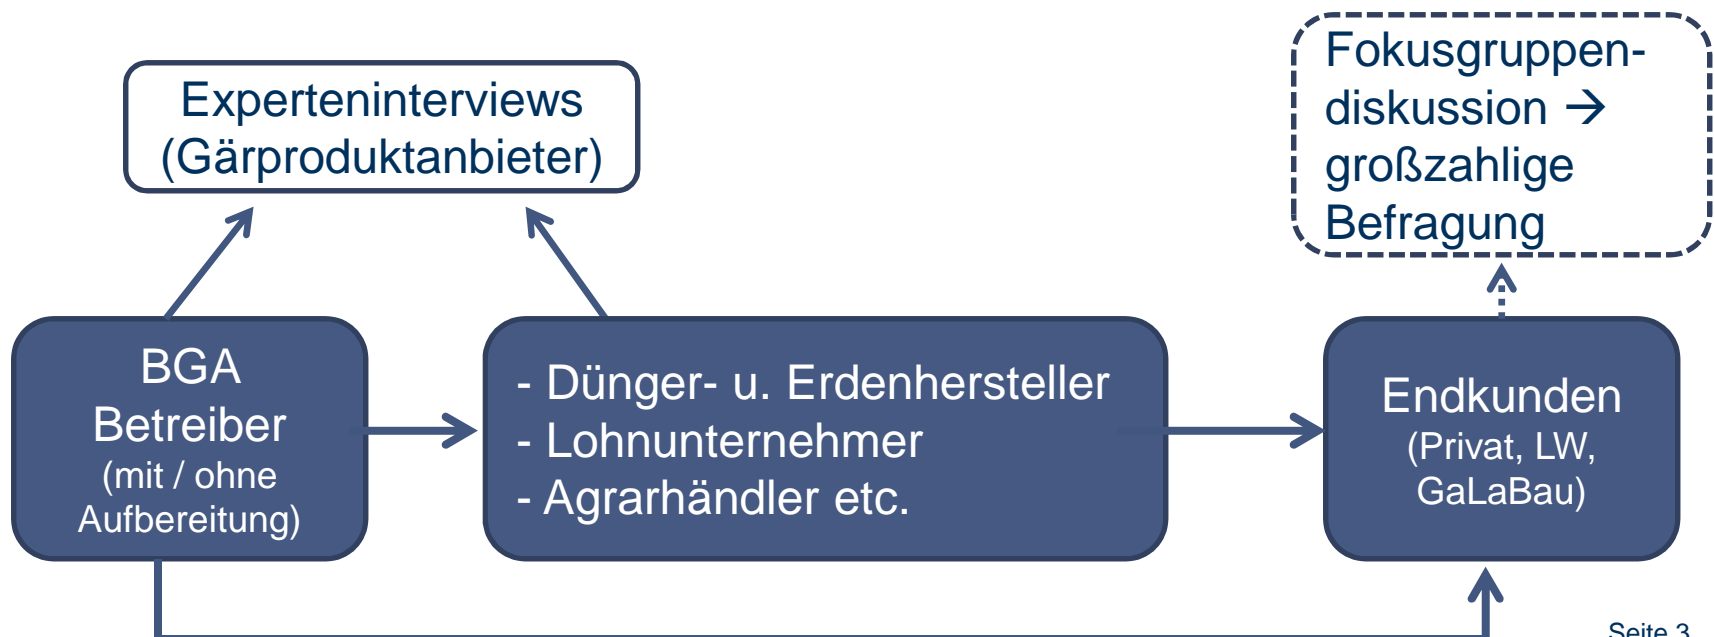 Experteninterviews
(Gärproduktanbieter)
Fokusgruppen-
diskussion →
großzahlige
Befragung
BGA
Betreiber
(mit / ohne
Aufbereitung)
- Dünger- u. Erdenhersteller
- Lohnunternehmer
- Agrarhändler etc.
Endkunden
(Privat, LW,
GaLaBau)
Seite 3